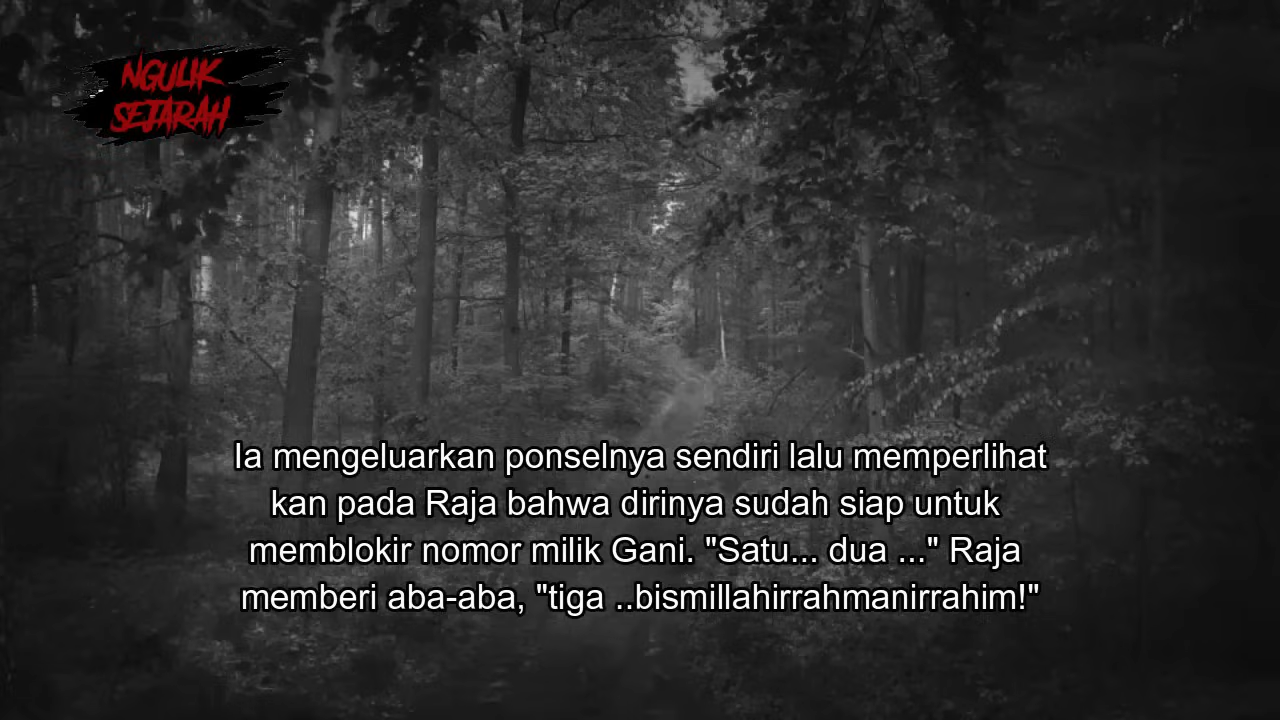 NGULIK
SEJARAH
Ia mengeluarkan ponselnya sendiri lalu memperlihat
kan pada Raja bahwa dirinya sudah siap untuk
memblokir nomor milik Gani. "Satu... dua ..." Raja
memberi aba-aba, "tiga ..bismillahirrahmanirrahim!"